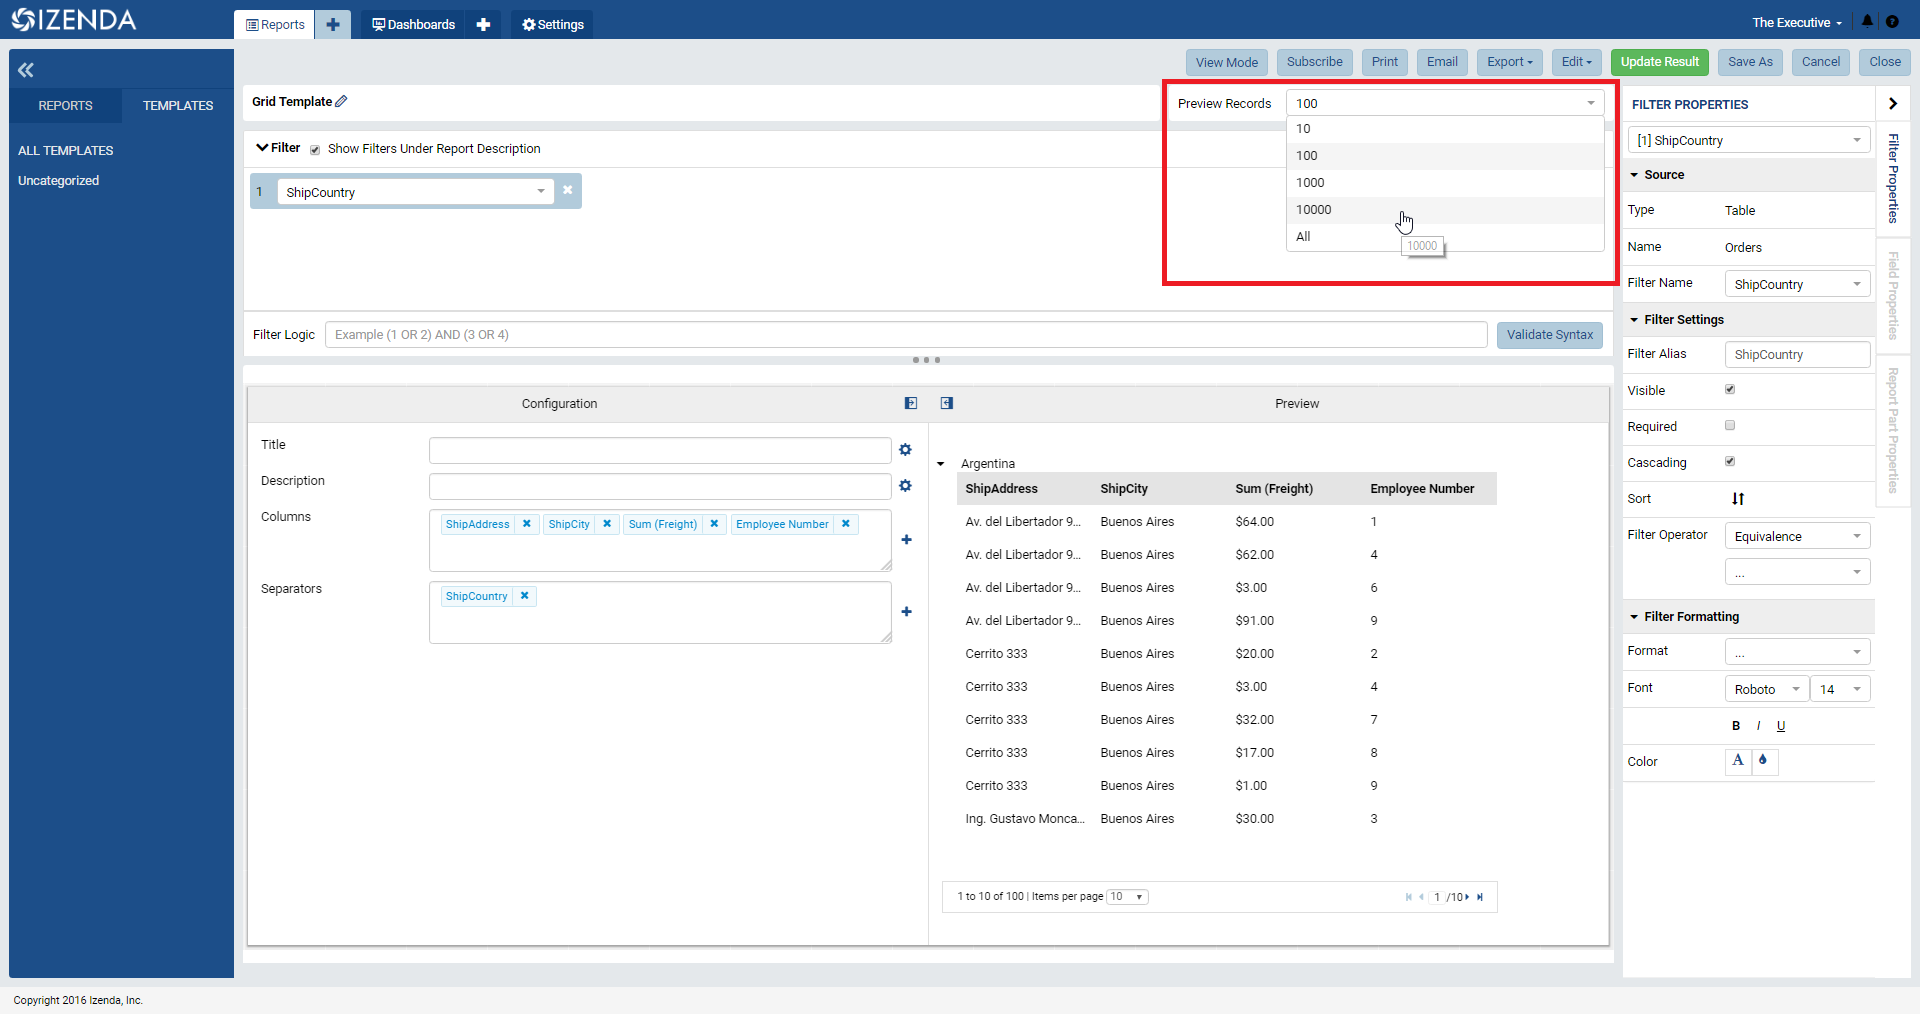 IZENDA
Reports
Dashboards
Settings
The Executive
View Mode
Subscribe
Print
Email
Export
Edit
Update Result
Save As
Cancel
Close
REPORTS
TEMPLATES
ALL TEMPLATES
Uncategorized
Grid Template
Preview Records
100
10
100
1000
10000
All
10000
Filter
Show Filters Under Report Description
1
ShipCountry
Filter Logic
Example (1 OR 2) AND (3 OR 4)
Validate Syntax
Configuration
Title
Description
Columns
ShipAddress
ShipCity
Sum (Freight)
Employee Number
Separators
ShipCountry
Preview
Argentina
ShipAddress ShipCity Sum (Freight) Employee Number
Av. del Libertador 9... Buenos Aires $64.00 1
Av. del Libertador 9... Buenos Aires $62.00 4
Av. del Libertador 9... Buenos Aires $3.00 6
Av. del Libertador 9... Buenos Aires $91.00 9
Cerrito 333 Buenos Aires $20.00 2
Cerrito 333 Buenos Aires $3.00 4
Cerrito 333 Buenos Aires $32.00 7
Cerrito 333 Buenos Aires $17.00 8
Cerrito 333 Buenos Aires $1.00 9
Ing. Gustavo Monca... Buenos Aires $30.00 3
1 to 10 of 100 | Items per page 10
1 /10
FILTER PROPERTIES
[1] ShipCountry
Source
Type Table
Name Orders
Filter Name ShipCountry
Filter Settings
Filter Alias ShipCountry
Visible
Required
Cascading
Sort
Filter Operator Equivalence
...
Filter Formatting
Format ...
Font Roboto 14
B I U
Color A
Filter Properties
Field Properties
Report Part Properties
Copyright 2016 Izenda, Inc.